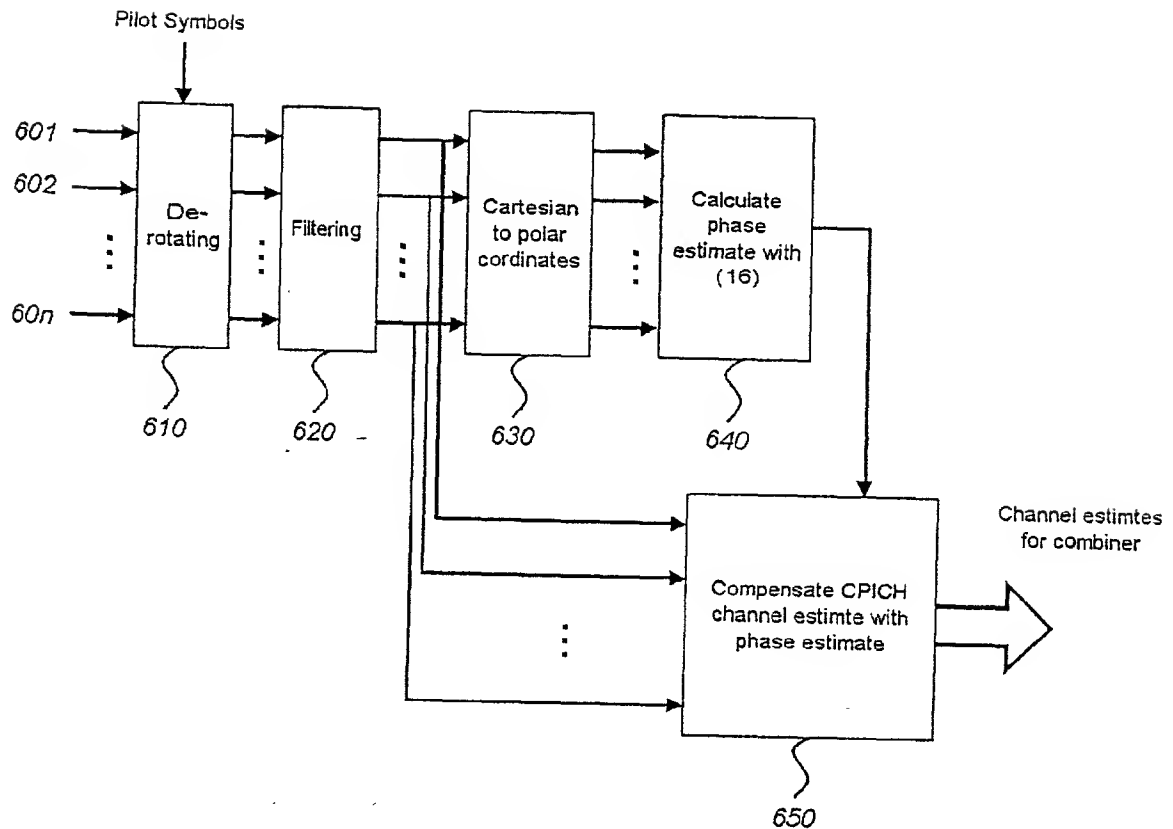 Pilot Symbols
601
602
60n
De-
rotating
Filtering
Cartesian
to polar
cordinates
Calculate
phase
estimate with
(16)
610
620
630
640
Compensate CPICH
channel estimte with
phase estimate
Channel estimtes
for combiner
650